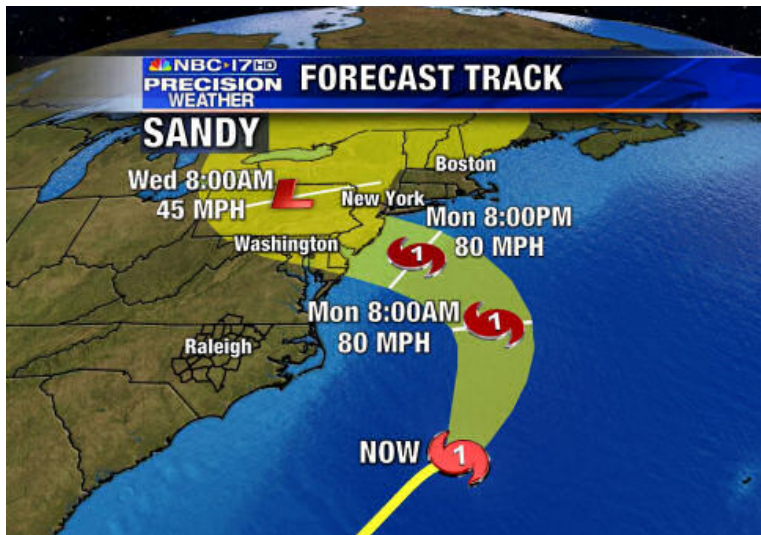 NBC 17 HD
PRECISION
WEATHER
FORECAST TRACK
SANDY
Boston
Wed 8:00AM
45 MPH
New York
Mon 8:00PM
80 MPH
Washington
Mon 8:00AM
80 MPH
1
1
Raleigh
NOW
1
L